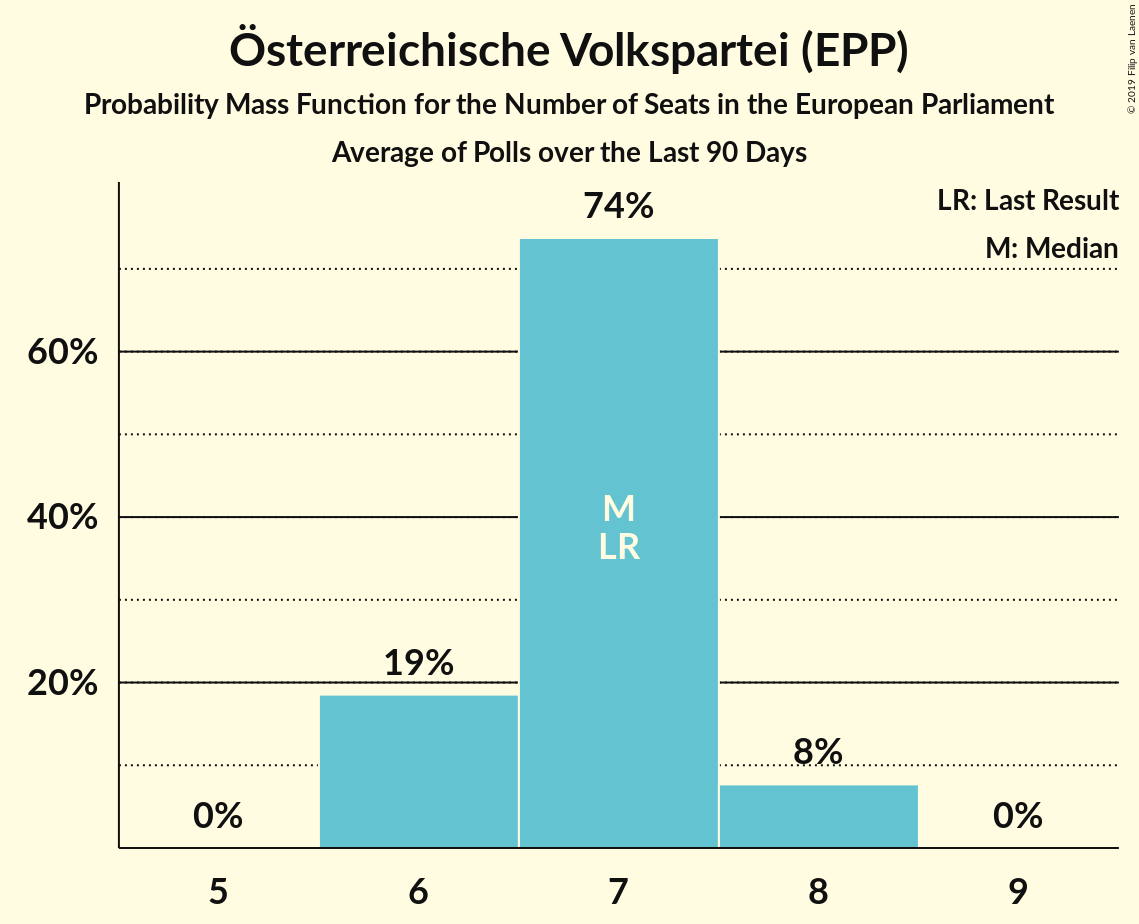 Österreichische Volkspartei (EPP)
Probability Mass Function for the Number of Seats in the European Parliament
Average of Polls over the Last 90 Days
© 2019 Filip van Laenen
LR: Last Result
M: Median
74%
60%
40%
M
LR
19%
20%
8%
0%
0%
5 6 7 8 9